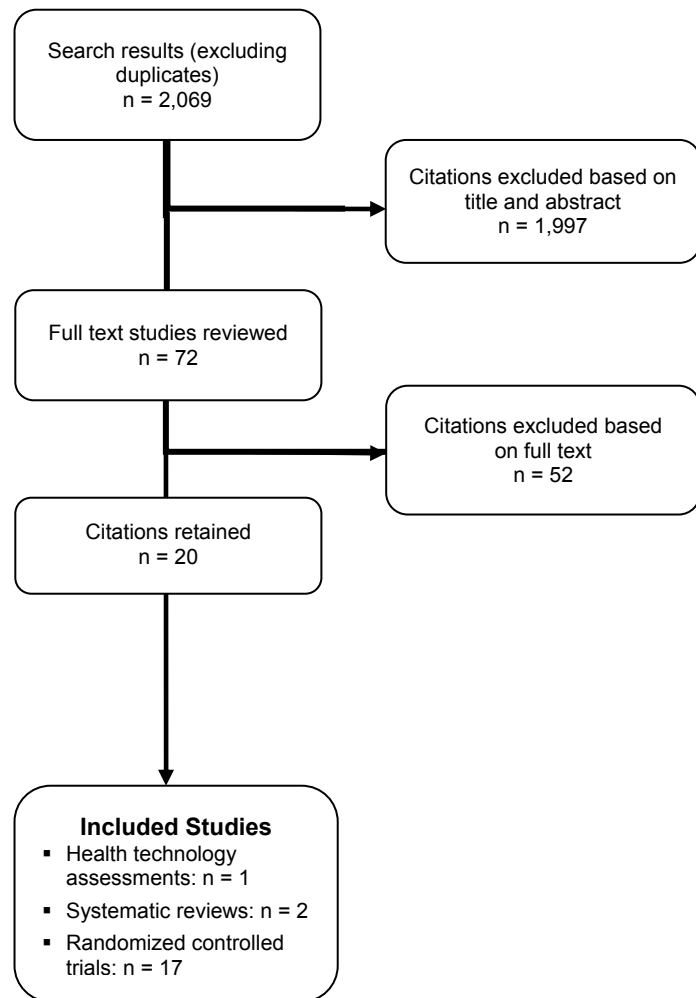 Search results (excluding
duplicates)
n = 2,069
Citations excluded based on
title and abstract
n = 1,997
Full text studies reviewed
n = 72
Citations excluded based
on full text
n = 52
Citations retained
n = 20
Included Studies
▪ Health technology
assessments: n = 1
▪ Systematic reviews: n = 2
▪ Randomized controlled
trials: n = 17